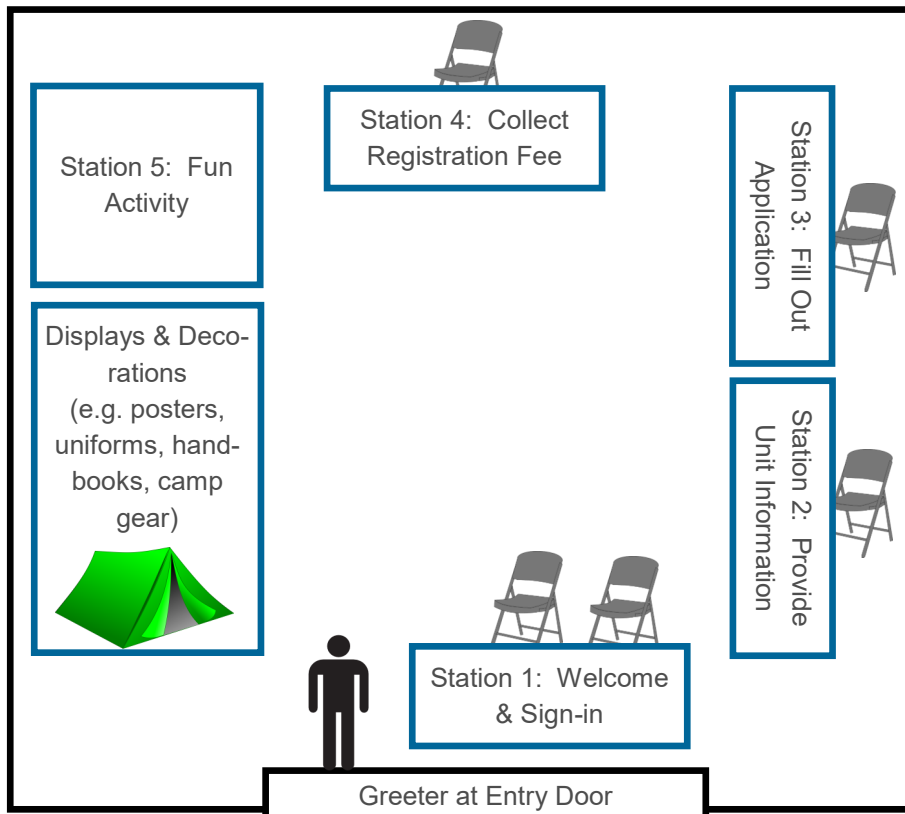 Station 4:  Collect
Registration Fee
Station 5:  Fun
Activity
Station 3:  Fill Out
Application
Displays & Deco-
rations
(e.g. posters,
uniforms, hand-
books, camp
gear)
Station 2:  Provide
Unit Information
Station 1:  Welcome
& Sign-in
Greeter at Entry Door